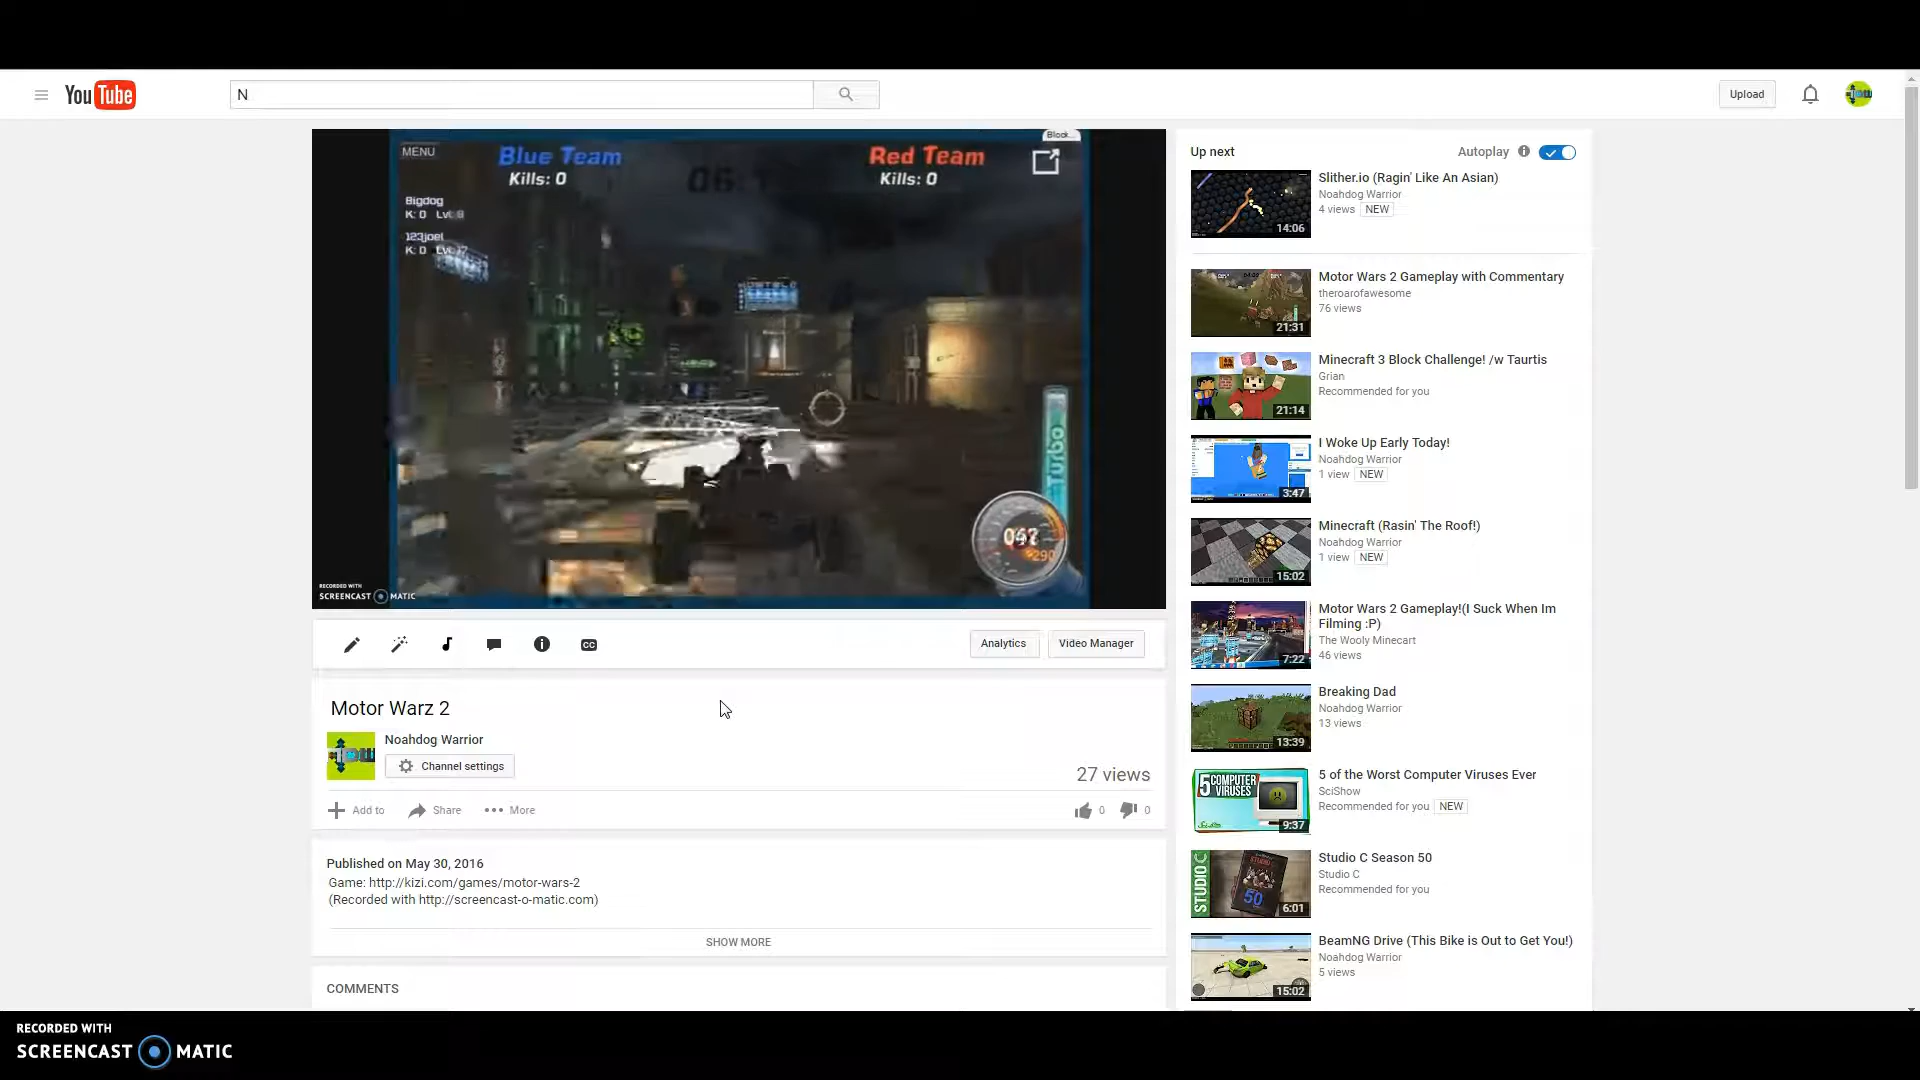 YouTube
N
Upload
Block...
MENU
Blue Team
Red Team
Kills: 0
Kills: 0
Bigdog
123joel
Turbo
290
RECORDED WITH
SCREENCAST MATIC
CC
Analytics
Video Manager
Motor Warz 2
Noahdog Warrior
Channel settings
27 views
Add to
Share
More
0
0
Published on May 30, 2016
Game: http://kizi.com/games/motor-wars-2
(Recorded with http://screencast-o-matic.com)
SHOW MORE
COMMENTS
Up next
Autoplay
Slither.io (Ragin' Like An Asian)
Noahdog Warrior
4 views NEW
14:06
Motor Wars 2 Gameplay with Commentary
theroarofawesome
76 views
21:31
Minecraft 3 Block Challenge! /w Taurtis
Grian
Recommended for you
21:14
I Woke Up Early Today!
Noahdog Warrior
1 view NEW
3:47
Minecraft (Rasin' The Roof!)
Noahdog Warrior
1 view NEW
15:02
Motor Wars 2 Gameplay!(I Suck When Im
Filming :P)
The Wooly Minecart
46 views
7:22
Breaking Dad
Noahdog Warrior
13 views
13:39
5 of the Worst Computer Viruses Ever
SciShow
Recommended for you NEW
5 COMPUTER
VIRUSES
9:37
Studio C Season 50
Studio C
Recommended for you
STUDIO C
50
6:01
BeamNG Drive (This Bike is Out to Get You!)
Noahdog Warrior
5 views
15:02
RECORDED WITH
SCREENCAST MATIC